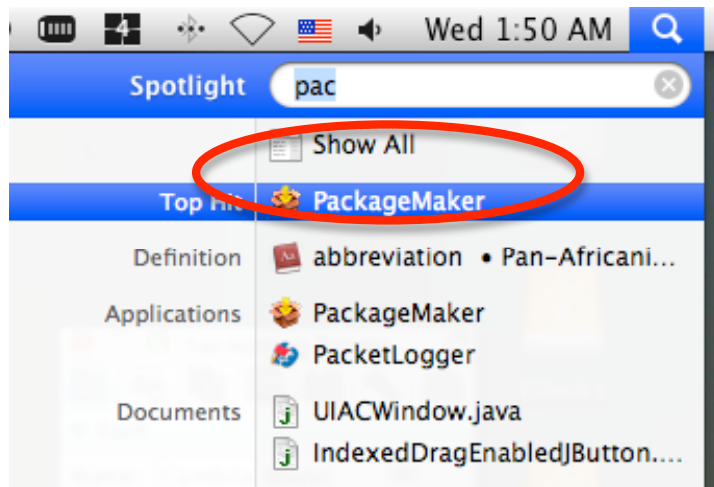 4 Wed 1:50 AM
Spotlight pac
Show All
Top Hit PackageMaker
Definition abbreviation • Pan-Africani...
Applications PackageMaker
PacketLogger
Documents UIACWindow.java
IndexedDragEnabledJButton....